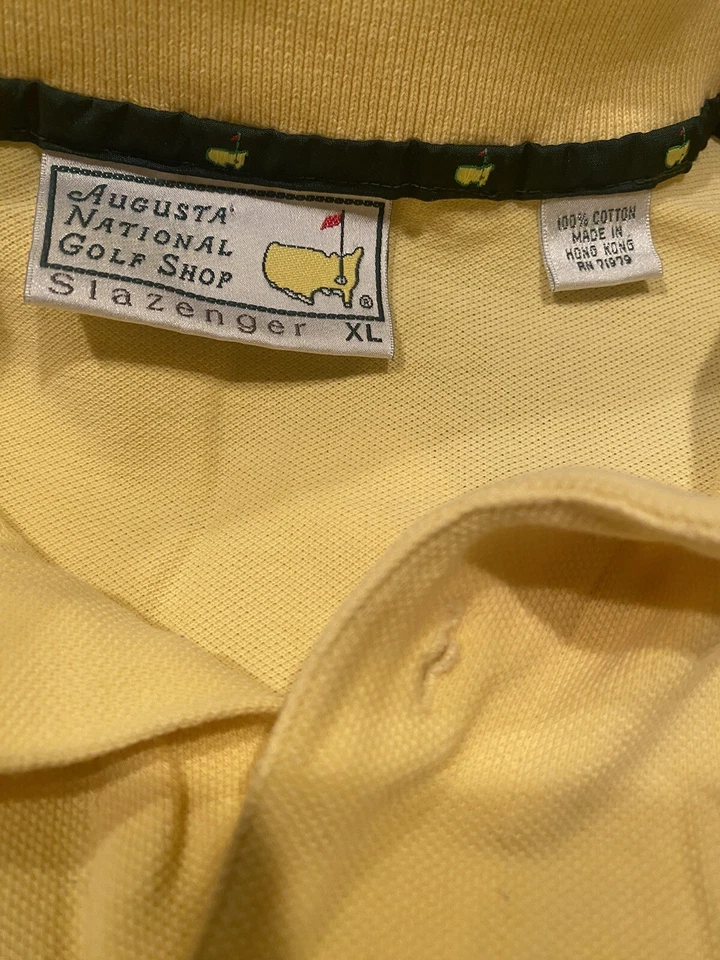 AUGUSTA
NATIONAL
GOLF SHOP
®
Slazenger XL
100% COTTON
MADE IN
HONG KONG
RN 71979